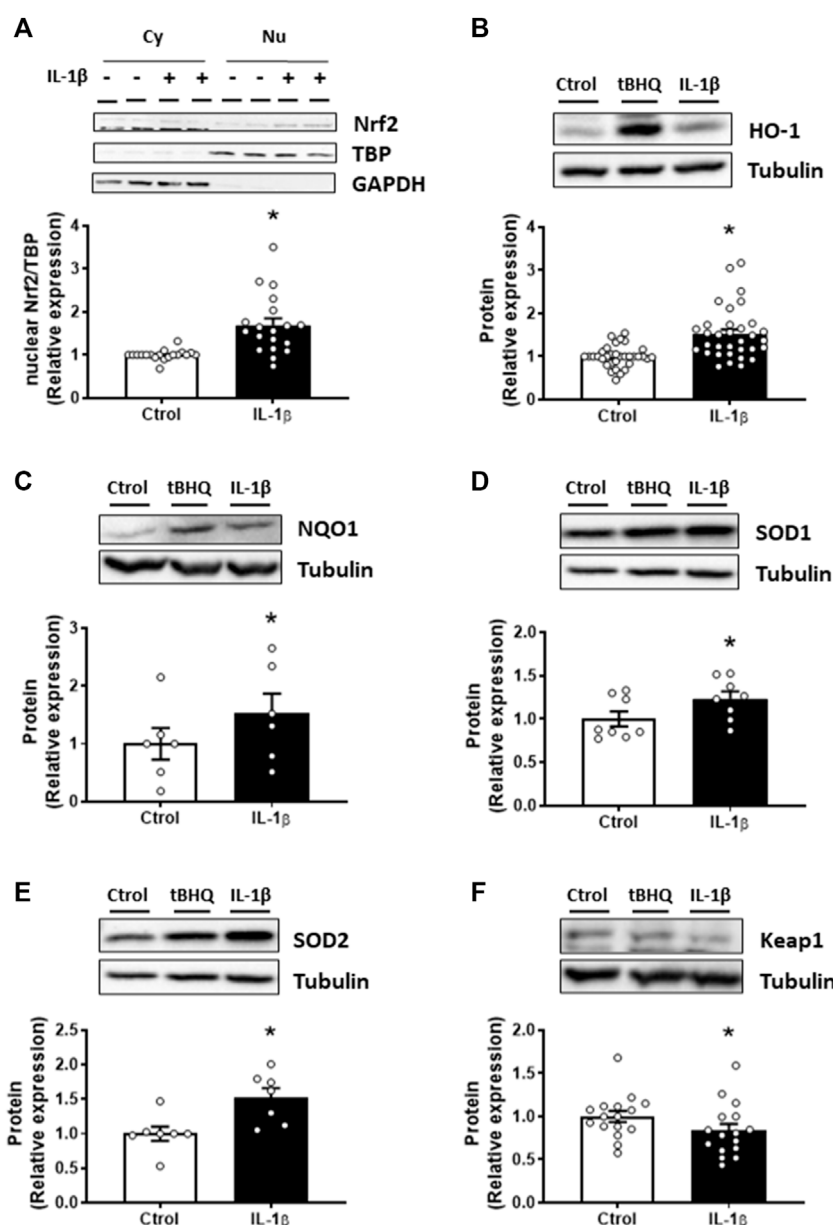 A
Cy Nu
IL-1β - - + + - - + +
Nrf2
TBP
GAPDH
*
nuclear Nrf2/TBP
(Relative expression)
4
3
2
1
0
Ctrol IL-1β
B
Ctrol tBHQ IL-1β
HO-1
Tubulin
*
Protein
(Relative expression)
4
3
2
1
0
Ctrol IL-1β
C
Ctrol tBHQ IL-1β
NQO1
Tubulin
*
Protein
(Relative expression)
3
2
1
0
Ctrol IL-1β
D
Ctrol tBHQ IL-1β
SOD1
Tubulin
*
Protein
(Relative expression)
2.0
1.5
1.0
0.5
0.0
Ctrol IL-1β
E
Ctrol tBHQ IL-1β
SOD2
Tubulin
*
Protein
(Relative expression)
2.5
2.0
1.5
1.0
0.5
0.0
Ctrol IL-1β
F
Ctrol tBHQ IL-1β
Keap1
Tubulin
*
Protein
(Relative expression)
2.0
1.5
1.0
0.5
0.0
Ctrol IL-1β